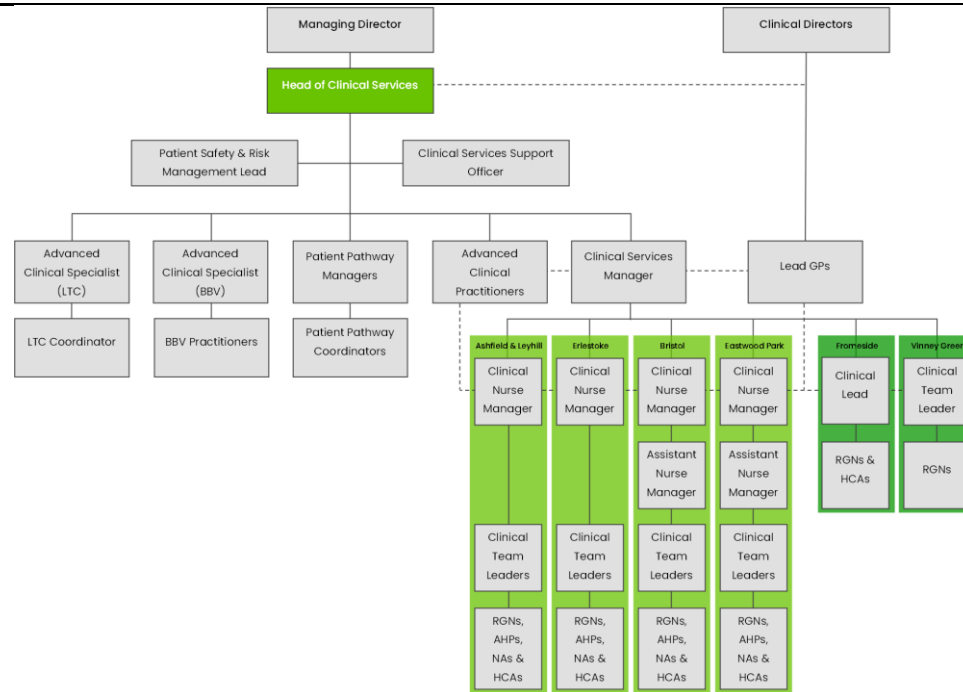 Managing Director
Clinical Directors
Head of Clinical Services
Patient Safety & Risk
Management Lead
Clinical Services Support
Officer
Advanced
Clinical Specialist
(LTC)
Advanced
Clinical Specialist
(BBV)
Patient Pathway
Managers
Advanced
Clinical
Practitioners
Clinical Services
Manager
Lead GPs
LTC Coordinator
BBV Practitioners
Patient Pathway
Coordinators
Ashfield & Leyhill
Erlestoke
Bristol
Eastwood Park
Fromeside
Vinney Green
Clinical
Nurse
Manager
Clinical
Nurse
Manager
Clinical
Nurse
Manager
Clinical
Nurse
Manager
Clinical
Lead
Clinical
Team
Leader
Assistant
Nurse
Manager
Assistant
Nurse
Manager
RGNs &
HCAs
RGNs
Clinical
Team
Leaders
Clinical
Team
Leaders
Clinical
Team
Leaders
Clinical
Team
Leaders
RGNs,
AHPs,
NAs &
HCAs
RGNs,
AHPs,
NAs &
HCAs
RGNs,
AHPs,
NAs &
HCAs
RGNs,
AHPs,
NAs &
HCAs